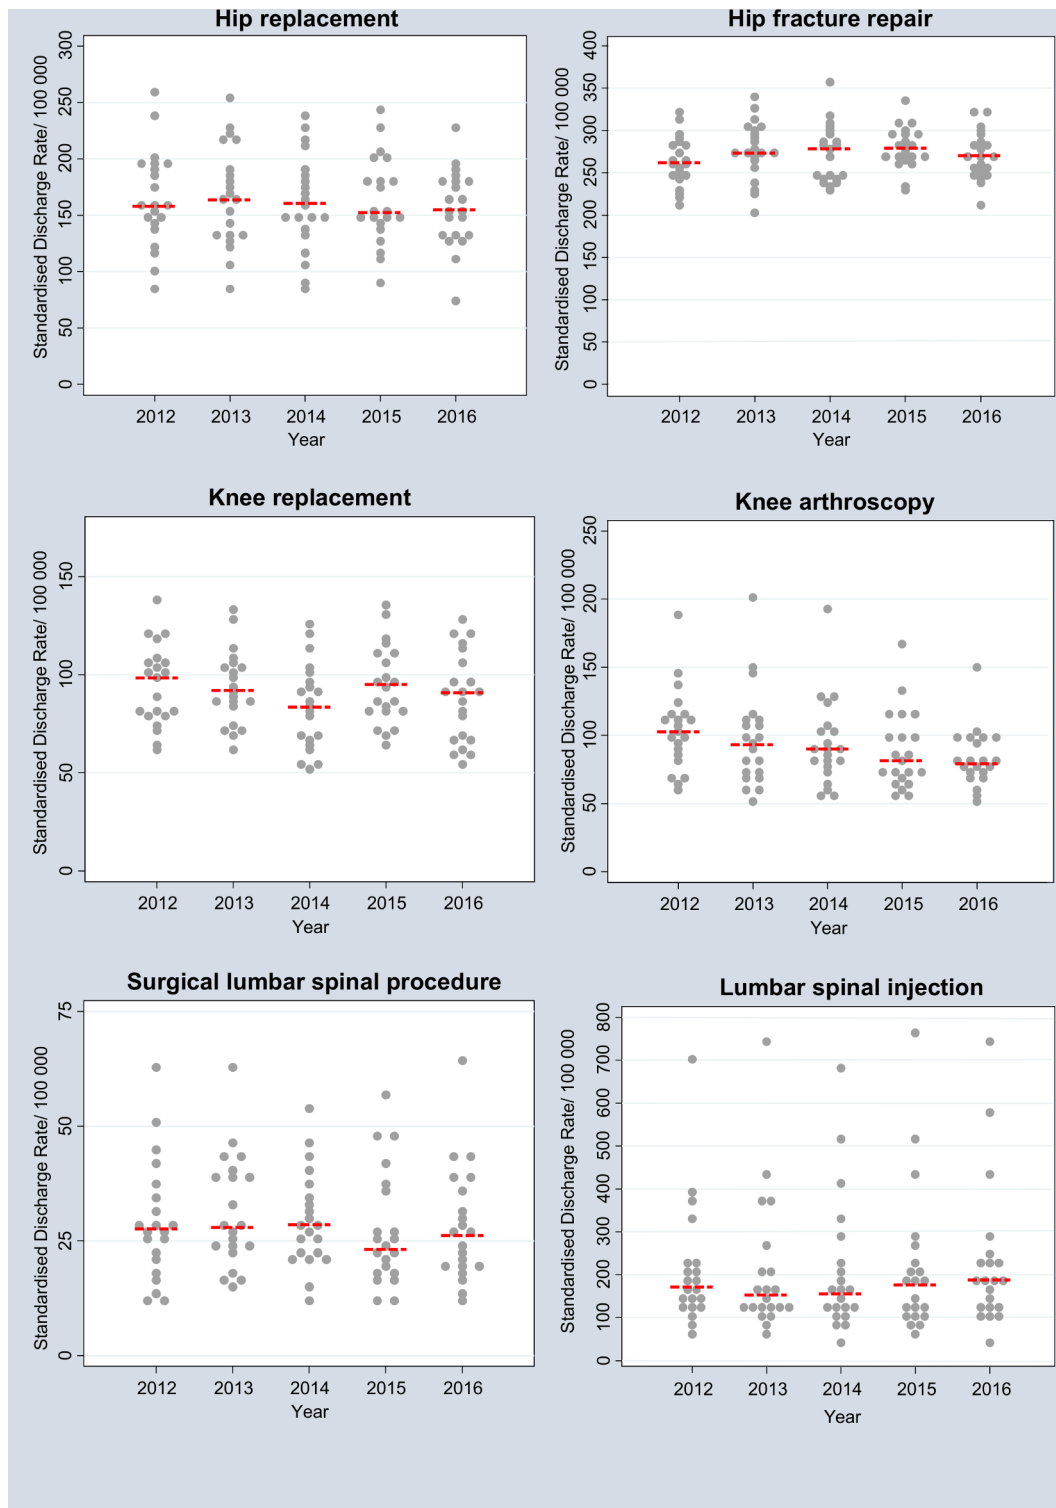 Hip replacement
Standardised Discharge Rate/ 100 000
300
250
200
150
100
50
0
2012 2013 2014 2015 2016
Year
Hip fracture repair
Standardised Discharge Rate/ 100 000
400
350
300
250
200
150
100
50
0
2012 2013 2014 2015 2016
Year
Knee replacement
Standardised Discharge Rate/ 100 000
150
100
50
0
2012 2013 2014 2015 2016
Year
Knee arthroscopy
Standardised Discharge Rate/ 100 000
250
200
150
100
50
0
2012 2013 2014 2015 2016
Year
Surgical lumbar spinal procedure
Standardised Discharge Rate/ 100 000
75
50
25
0
2012 2013 2014 2015 2016
Year
Lumbar spinal injection
Standardised Discharge Rate/ 100 000
800
700
600
500
400
300
200
100
0
2012 2013 2014 2015 2016
Year